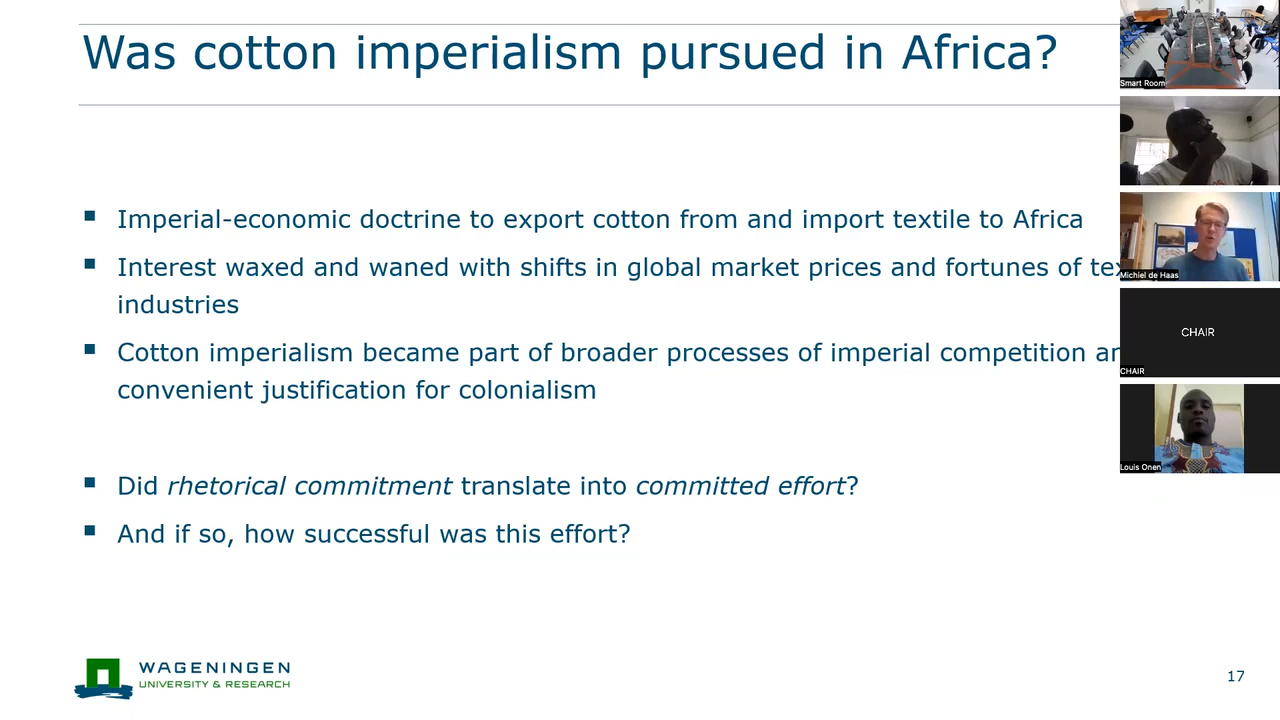 Was cotton imperialism pursued in Africa?
Imperial-economic doctrine to export cotton from and import textile to Africa
Interest waxed and waned with shifts in global market prices and fortunes of
industries
Cotton imperialism became part of broader processes of imperial competition
convenient justification for colonialism
Did rhetorical commitment translate into committed effort?
And if so, how successful was this effort?
WAGENINGEN
UNIVERSITY & RESEARCH
17
Smart Room
Michiel de Haas
CHAIR
CHAIR
Louis Onen